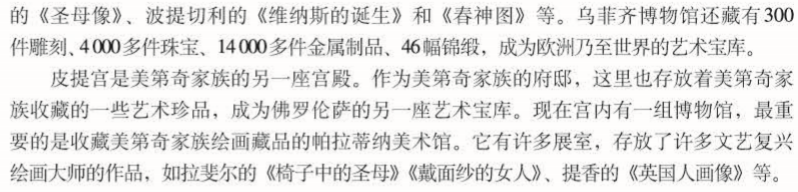 的《圣母像》、波提切利的《维纳斯的诞生》和《春神图》等。乌菲齐博物馆还藏有300
件雕刻、4000多件珠宝、14000多件金属制品、46幅锦缎，成为欧洲乃至世界的艺术宝库。
皮提宫是美第奇家族的另一座宫殿。作为美第奇家族的府邸，这里也存放着美第奇家
族收藏的一些艺术珍品，成为佛罗伦萨的另一座艺术宝库。现在宫内有一组博物馆，最重
要的是收藏美第奇家族绘画藏品的帕拉蒂纳美术馆。它有许多展室，存放了许多文艺复兴
绘画大师的作品，如拉斐尔的《椅子中的圣母》《戴面纱的女人》、提香的《英国人画像》等。